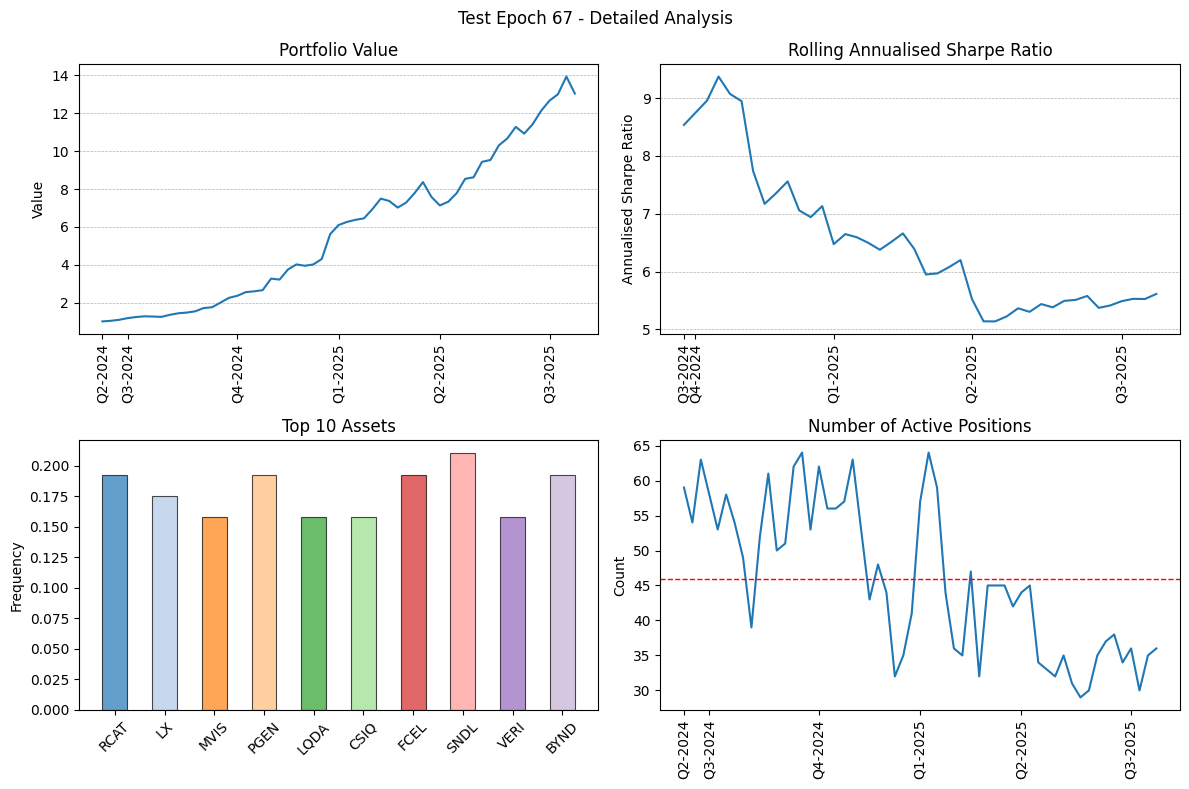 Test Epoch 67 - Detailed Analysis
Portfolio Value
Value
14
12
10
8
6
4
2
Q2-2024
Q3-2024
Q4-2024
Q1-2025
Q2-2025
Q3-2025
Rolling Annualised Sharpe Ratio
Annualised Sharpe Ratio
9
8
7
6
5
Q3-2024
Q4-2024
Q1-2025
Q2-2025
Q3-2025
Top 10 Assets
Frequency
0.200
0.175
0.150
0.125
0.100
0.075
0.050
0.025
0.000
RCAT
LX
MVIS
PGEN
LQDA
CSIQ
FCEL
SNDL
VERI
BYND
Number of Active Positions
Count
65
60
55
50
45
40
35
30
Q2-2024
Q3-2024
Q4-2024
Q1-2025
Q2-2025
Q3-2025